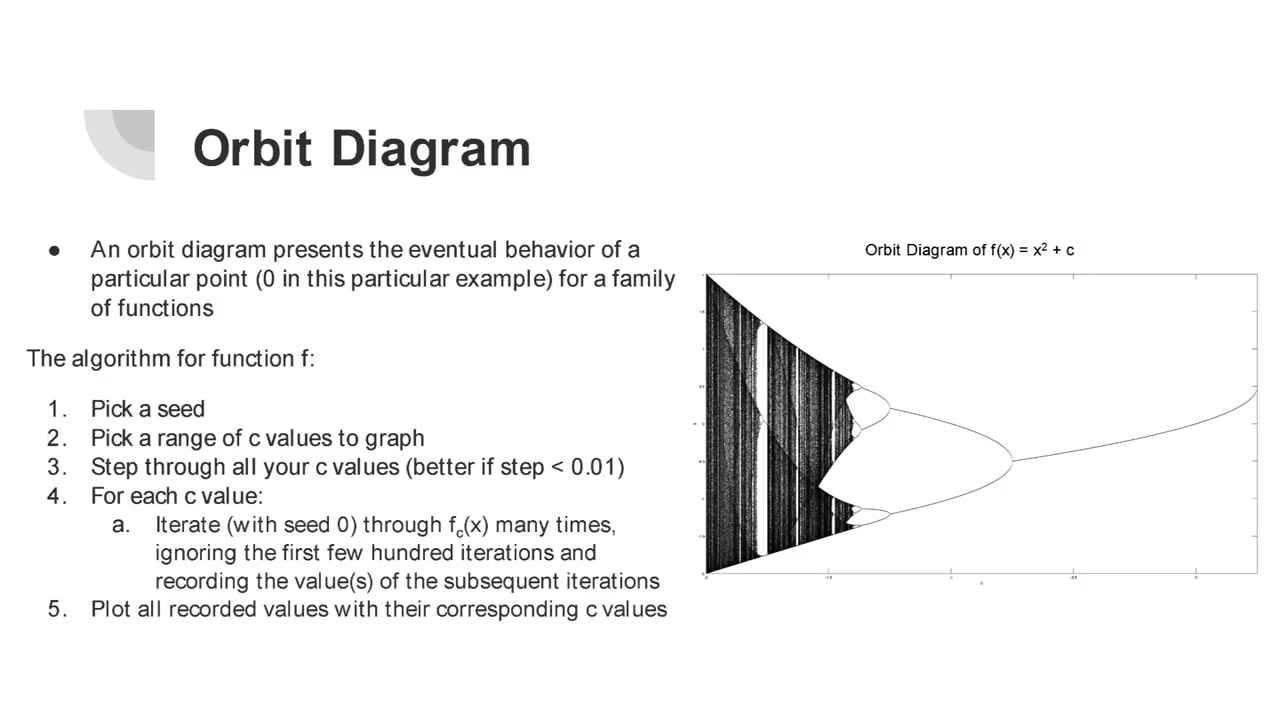 Orbit Diagram
● An orbit diagram presents the eventual behavior of a
particular point (0 in this particular example) for a family
of functions
The algorithm for function f:
1. Pick a seed
2. Pick a range of c values to graph
3. Step through all your c values (better if step < 0.01)
4. For each c value:
a. Iterate (with seed 0) through fc(x) many times,
ignoring the first few hundred iterations and
recording the value(s) of the subsequent iterations
5. Plot all recorded values with their corresponding c values
Orbit Diagram of f(x) = x² + c